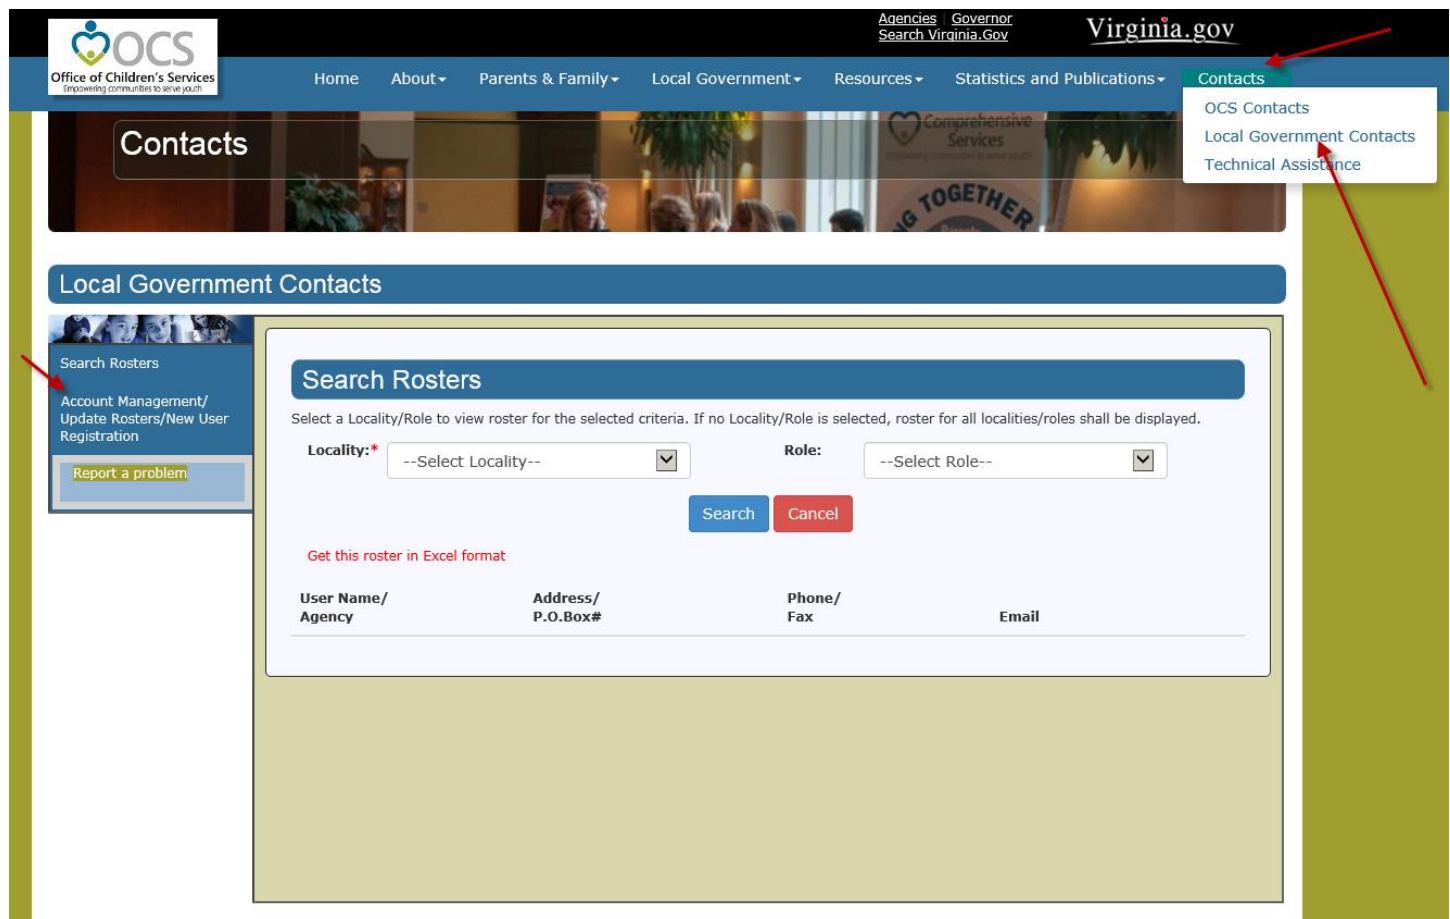 Agencies Governor
Search Virginia.Gov
Virginia.gov
OCS
Office of Children's Services
Empowering communities to serve youth
Home About Parents & Family Local Government Resources Statistics and Publications Contacts
OCS Contacts
Local Government Contacts
Technical Assistance
Contacts
Comprehensive
Services
TOGETHER
Local Government Contacts
Search Rosters
Account Management/
Update Rosters/New User
Registration
Report a problem
Search Rosters
Select a Locality/Role to view roster for the selected criteria. If no Locality/Role is selected, roster for all localities/roles shall be displayed.
Locality:* --Select Locality-- Role: --Select Role--
Search Cancel
Get this roster in Excel format
User Name/ Address/ Phone/
Agency P.O.Box# Fax Email